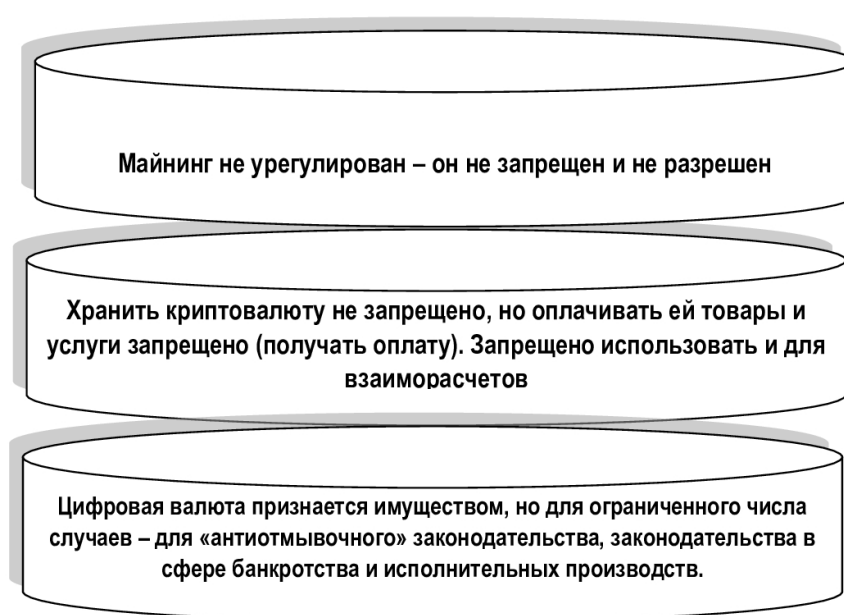 Майнинг не урегулирован – он не запрещен и не разрешен
Хранить криптовалюту не запрещено, но оплачивать ей товары и
услуги запрещено (получать оплату). Запрещено использовать и для
взаиморасчетов
Цифровая валюта признается имуществом, но для ограниченного числа
случаев – для «антиотмывочного» законодательства, законодательства в
сфере банкротства и исполнительных производств.